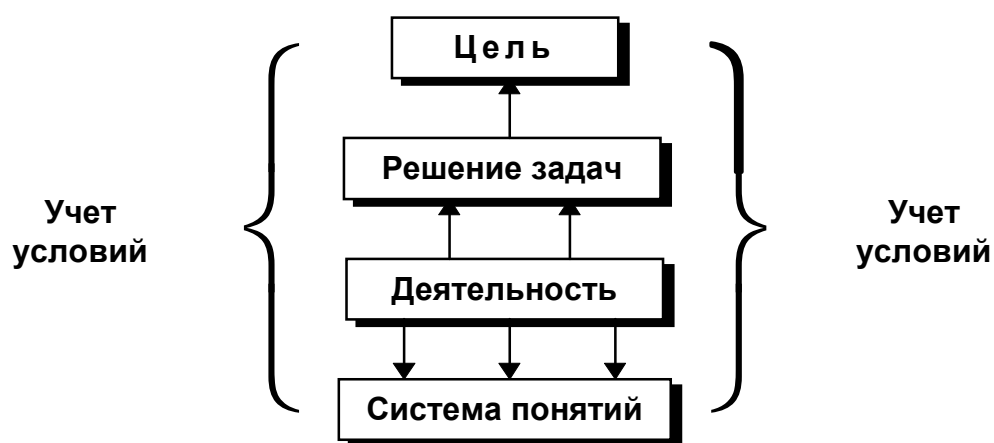 Цель
Решение задач
Учет
условий
Учет
условий
Деятельность
Система понятий